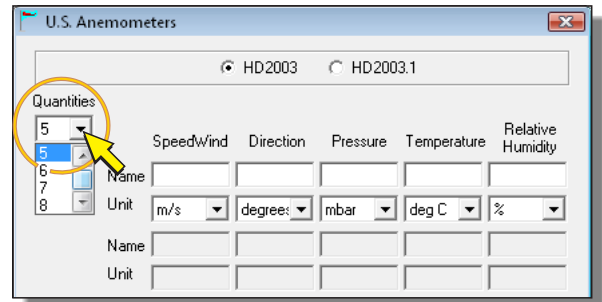 U.S. Anemometers
HD2003 HD2003.1
Quantities
5
5
6
7
8
SpeedWind Direction Pressure Temperature Relative Humidity
Name
Unit m/s degrees mbar deg C %
Name
Unit